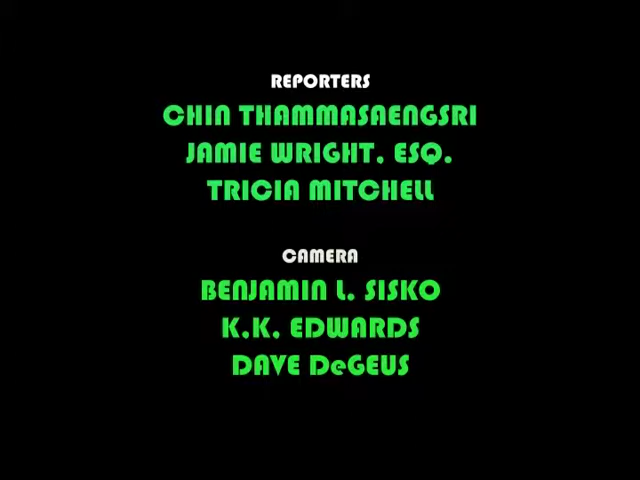 REPORTERS
CHIN THAMMASAENGSRI
JAMIE WRIGHT, ESQ.
TRICIA MITCHELL
CAMERA
BENJAMIN L. SISKO
K.K. EDWARDS
DAVE DeGEUS